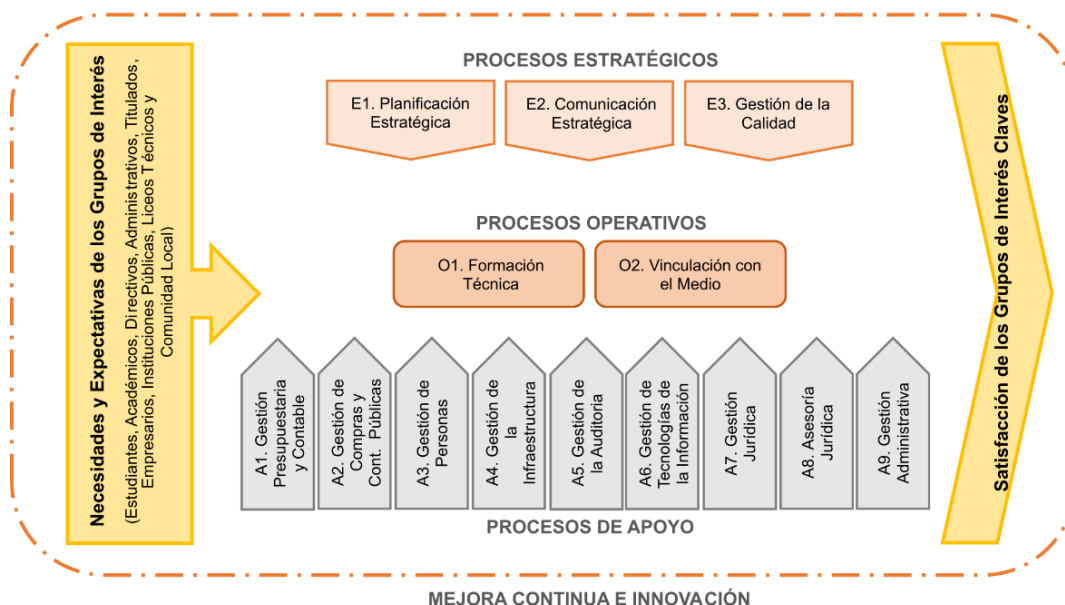 Necesidades y Expectativas de los Grupos de Interés
(Estudiantes, Académicos, Directivos, Administrativos, Titulados,
Empresarios, Instituciones Públicas, Liceos T écnicos y
Comunidad Local)
PROCESOS ESTRATÉGICOS
E1. Planificación
Estratégica
E2. Comunicación
Estratégica
E3. Gestión de la
Calidad
PROCESOS OPERATIVOS
O1. Formación
Técnica
O2. Vinculación con
el Medio
A1. Gestión
Presupuestaria
y Contable
A2. Gestión de
Compras y
Cont. Públicas
A3. Gestión de
Personas
A4. Gestión de
la
Infraestructura
A5. Gestión de
la Auditoria
A6. Gestión de
Tecnologías de
la Información
A7. Gestión
Jurídica
A8. Asesoría
Jurídica
A9. Gestión
Administrativa
PROCESOS DE APOYO
Satisfacción de los Grupos de Interés Claves
MEJORA CONTINUA E INNOVACIÓN